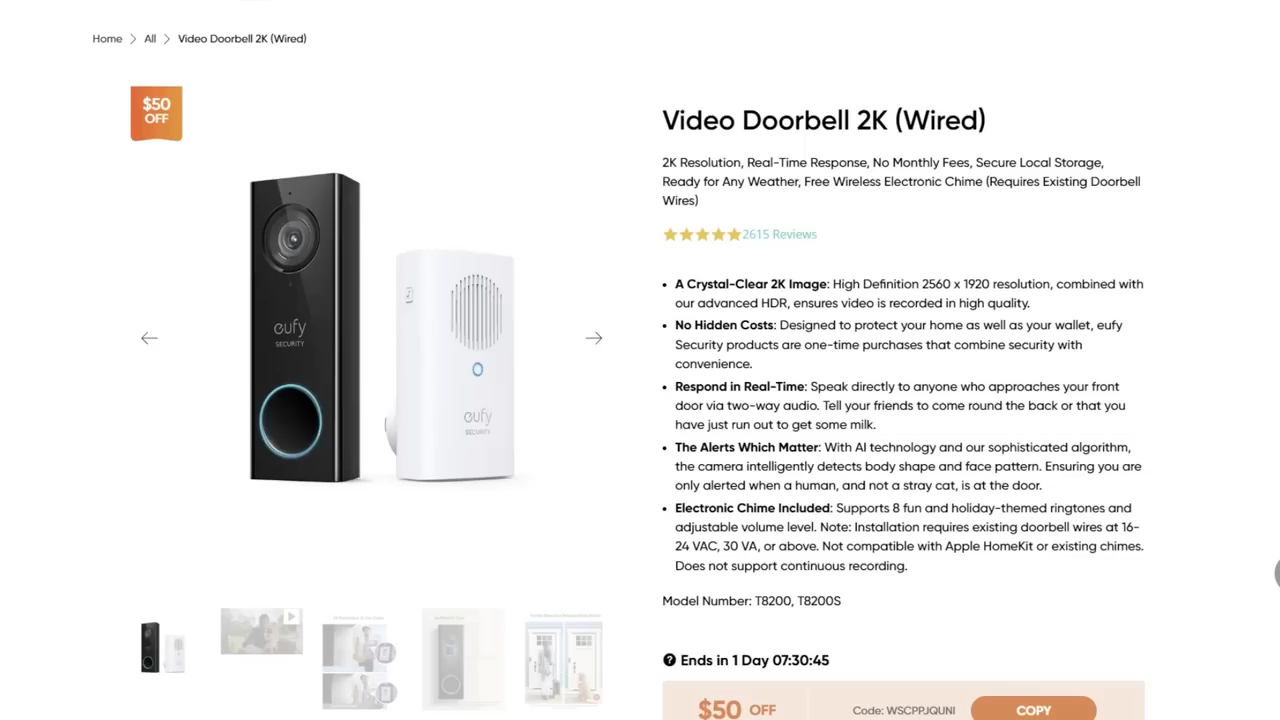 Home > All > Video Doorbell 2K (Wired)
$50
OFF
eufy
SECURITY
eufy
SECURITY
Video Doorbell 2K (Wired)
2K Resolution, Real-Time Response, No Monthly Fees, Secure Local Storage,
Ready for Any Weather, Free Wireless Electronic Chime (Requires Existing Doorbell
Wires)
2615 Reviews
• A Crystal-Clear 2K Image: High Definition 2560 x 1920 resolution, combined with
our advanced HDR, ensures video is recorded in high quality.
• No Hidden Costs: Designed to protect your home as well as your wallet, eufy
Security products are one-time purchases that combine security with
convenience.
• Respond in Real-Time: Speak directly to anyone who approaches your front
door via two-way audio. Tell your friends to come round the back or that you
have just run out to get some milk.
• The Alerts Which Matter: With AI technology and our sophisticated algorithm,
the camera intelligently detects body shape and face pattern. Ensuring you are
only alerted when a human, and not a stray cat, is at the door.
• Electronic Chime Included: Supports 8 fun and holiday-themed ringtones and
adjustable volume level. Note: Installation requires existing doorbell wires at 16-
24 VAC, 30 VA, or above. Not compatible with Apple HomeKit or existing chimes.
Does not support continuous recording.
Model Number: T8200, T8200S
Ends in 1 Day 07:30:45
$50 OFF
Code: WSCPPJQUNI
COPY